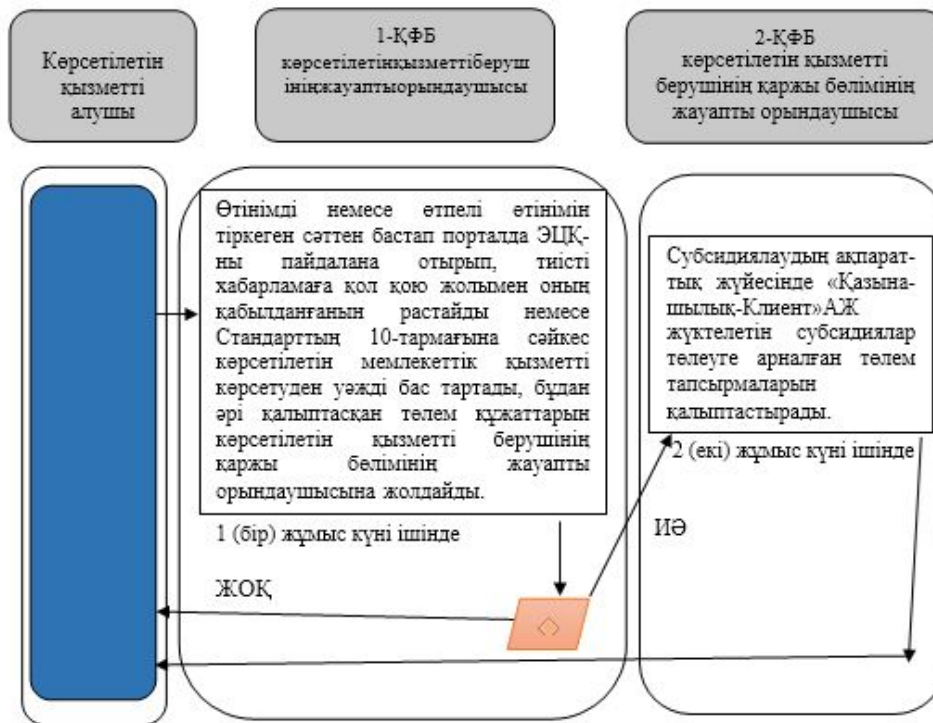 Көрсетілетін
қызметті
алушы
1-ҚФБ
көрсетілетінқызметтіберуш
ініңжауаптыорындаушысы
2-ҚФБ
көрсетілетін қызметті
берушінің қаржы бөлімінің
жауапты орындаушысы
Өтінімді немесе өтпелі өтінімін
тіркеген сәттен бастап порталда ЭЦҚ-
ны пайдалана отырып, тиісті
хабарламаға қол қою жолымен оның
қабылданғанын растайды немесе
Стандарттың 10-тармағына сәйкес
көрсетілетін мемлекеттік қызметті
көрсетуден уәжді бас тартады, бұдан
әрі қалыптасқан төлем құжаттарын
көрсетілетін қызметті берушінің
қаржы бөлімінің жауапты
орындаушысына жолдайды.
1 (бір) жұмыс күні ішінде
ЖОҚ
Субсидиялаудың ақпарат-
тық жүйесінде «Қазына-
шылық-Клиент»АЖ
жүктелетін субсидиялар
төлеуге арналған төлем
тапсырмаларын
қалыптастырады.
2 (екі) жұмыс күні ішінде
ИӘ